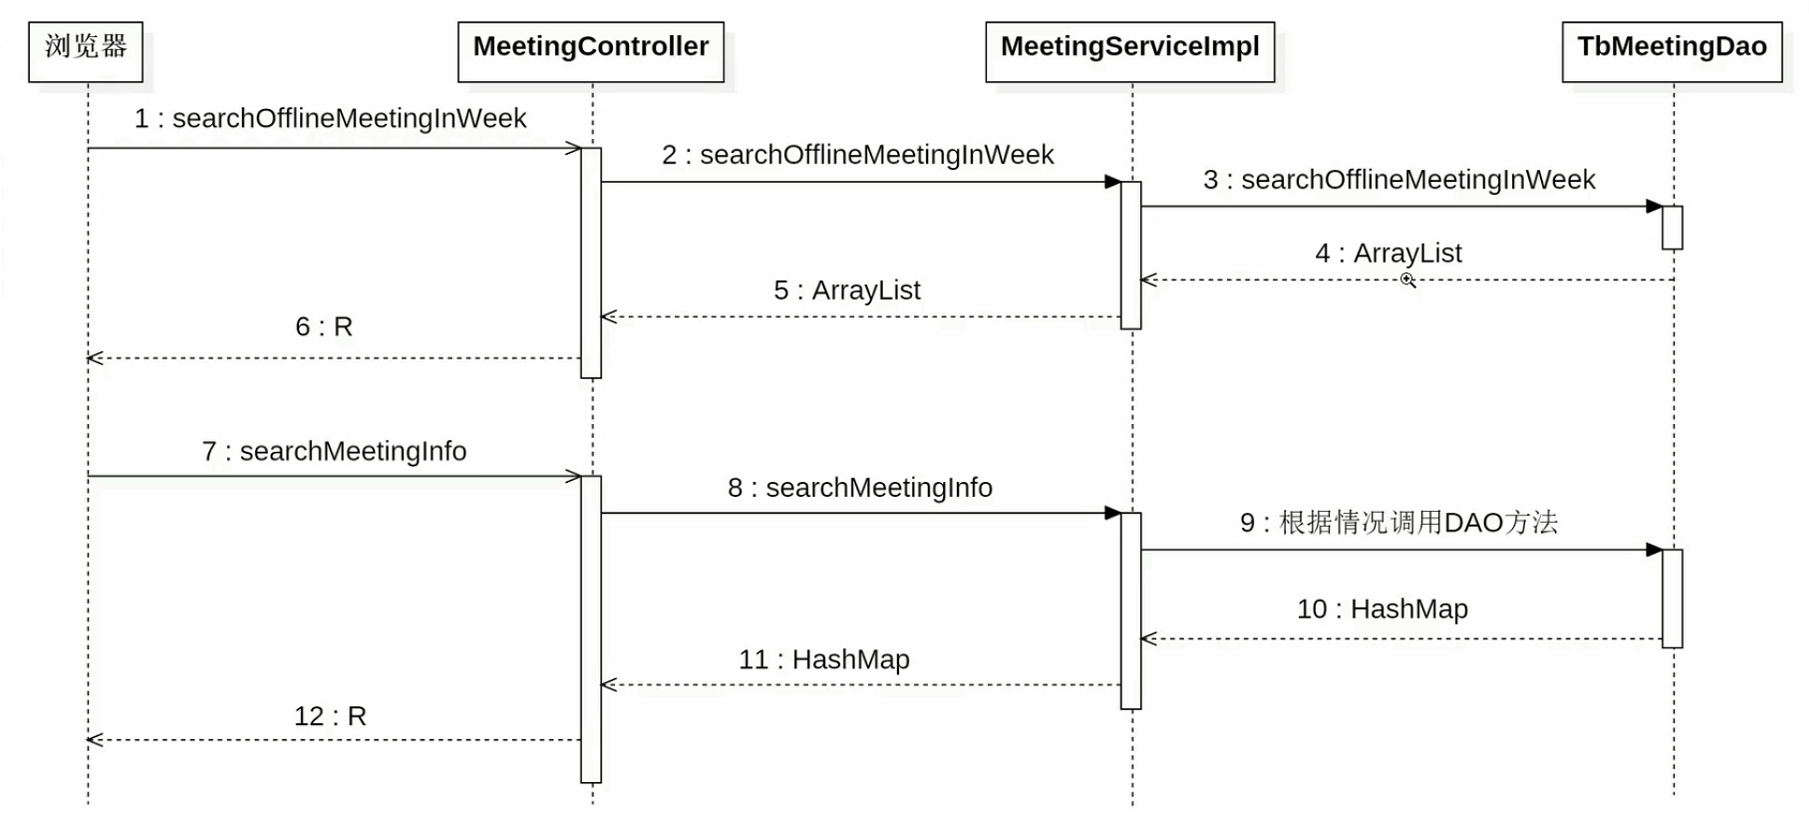 浏览器
MeetingController
MeetingServiceImpl
TbMeetingDao
1 : searchOfflineMeetingInWeek
2 : searchOfflineMeetingInWeek
3 : searchOfflineMeetingInWeek
4 : ArrayList
5 : ArrayList
6 : R
7 : searchMeetingInfo
8 : searchMeetingInfo
9 : 根据情况调用DAO方法
10 : HashMap
11 : HashMap
12 : R